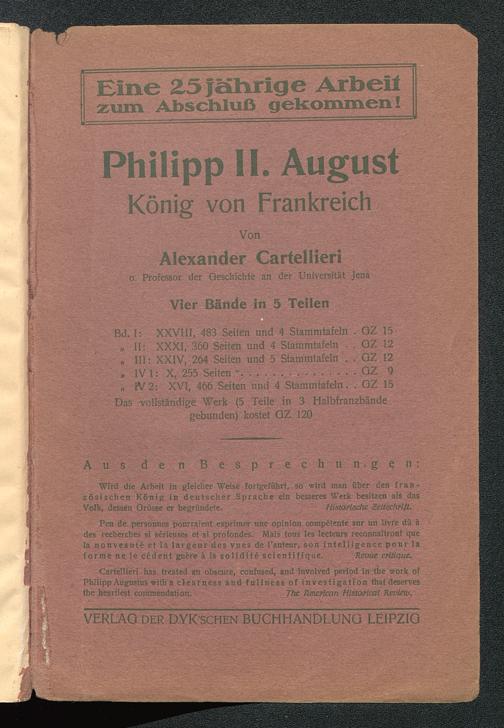 Eine 25jährige Arbeit
zum Abschluß gekommen!
Philipp II. August
König von Frankreich
Von
Alexander Cartellieri
o. Professor der Geschichte an der Universität Jena
Vier Bände in 5 Teilen
Bd. I: XXVIII, 483 Seiten und 4 Stammtafeln . GZ 15
„ II: XXXI, 360 Seiten und 4 Stammtafeln . . GZ 12
„ III: XXIV, 264 Seiten und 5 Stammtafeln . . GZ 12
„ IV 1: X, 255 Seiten . . . . . . . . . . . . . . . . GZ 9
„ IV 2: XVI, 466 Seiten und 4 Stammtafeln . . GZ 15
Das vollständige Werk (5 Teile in 3 Halbfranzbände
gebunden) kostet GZ 120
Aus den Besprechungen:
Wird die Arbeit in gleicher Weise fortgeführt, so wird man über den fran-
zösischen König in deutscher Sprache ein besseres Werk besitzen als das
Volk, dessen Grösse er begründete. Historische Zeitschrift.
Peu de personnes pourraient exprimer une opinion compétente sur un livre dû à
des recherches si sérieuses et si profondes. Mais tous les lecteurs reconnaîtront que
la nouveauté et la largeur des vues de l'auteur, son intelligence pour la
forme ne le cèdent guère à la solidité scientifique. Revue critique.
Cartellieri has treated an obscure, confused, and involved period in the work of
Philipp Augustus with a clearness and fullness of investigation that deserves
the heartiest commendation. The American Historical Review.
VERLAG DER DYK'SCHEN BUCHHANDLUNG LEIPZIG